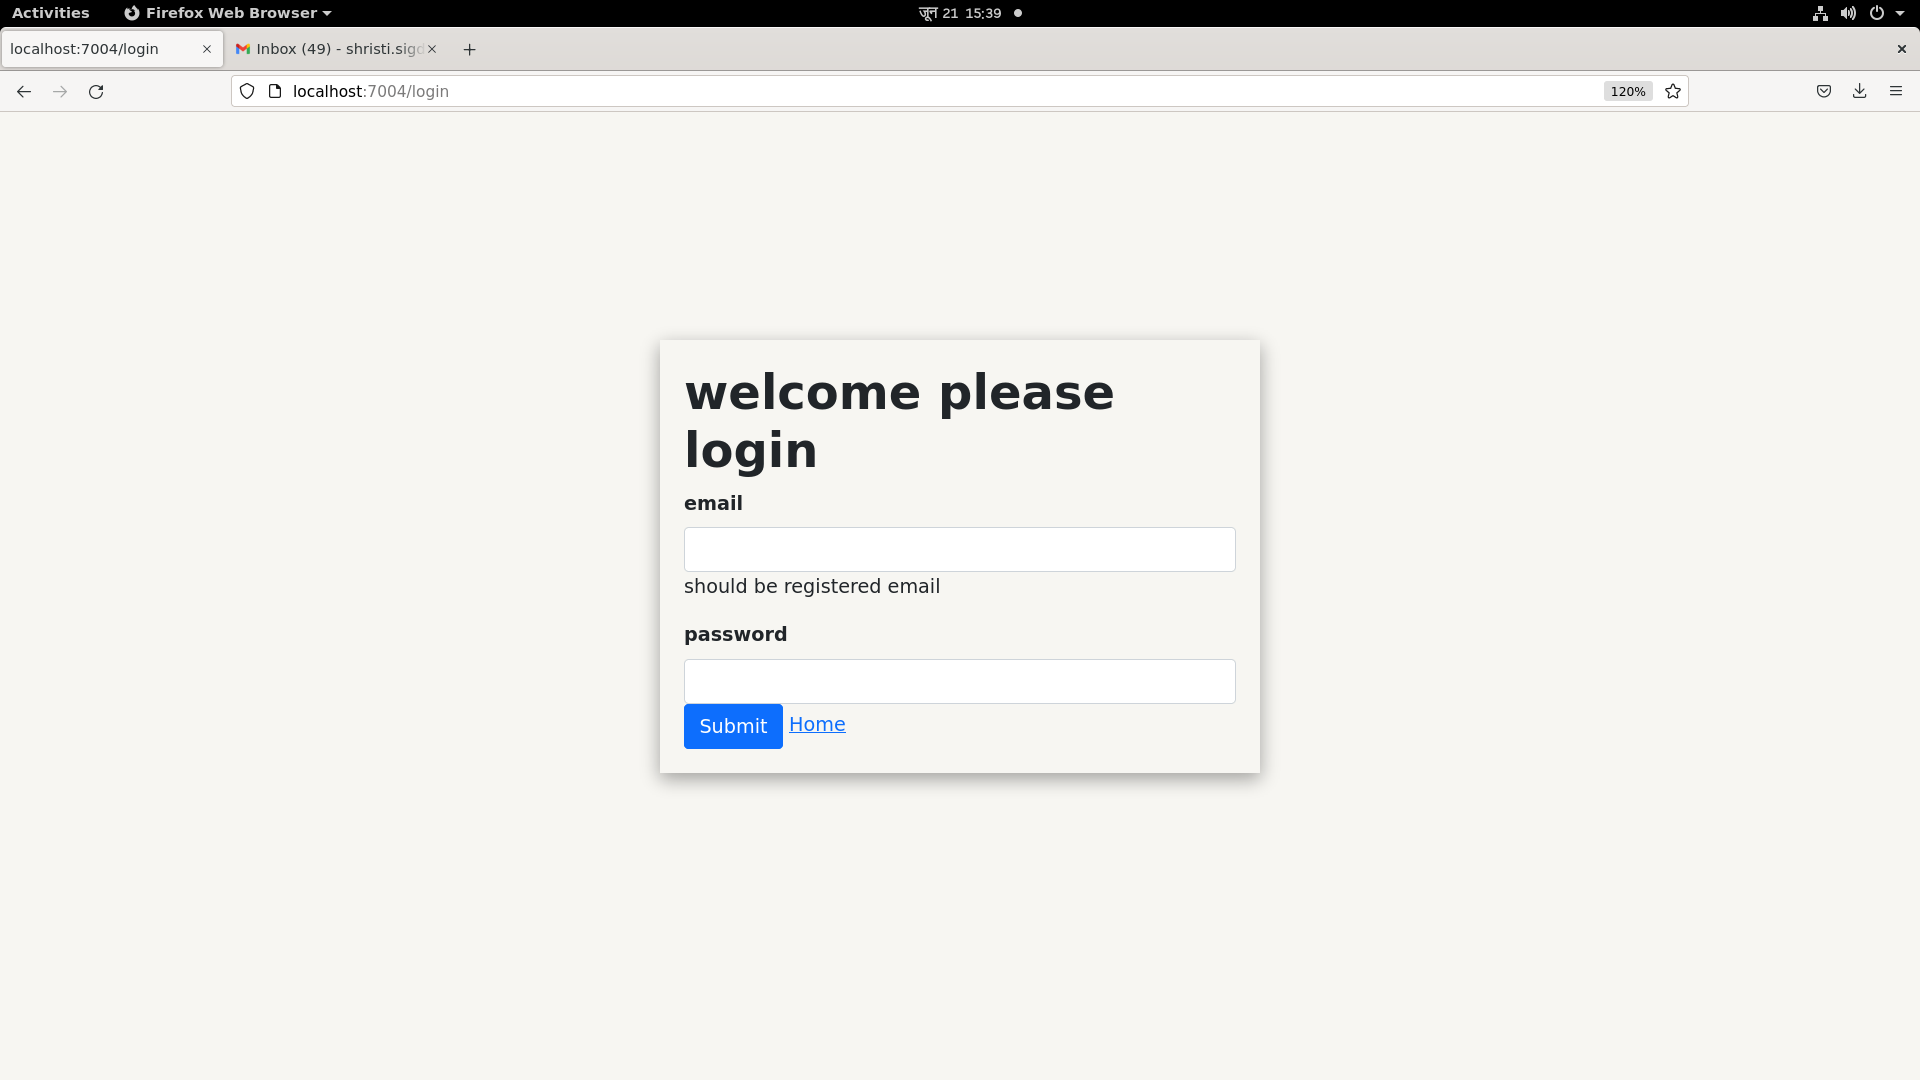 Activities Firefox Web Browser जून 21 15:39
localhost:7004/login Inbox (49) - shristi.sigd
localhost:7004/login 120%
welcome please
login
email
should be registered email
password
Submit Home